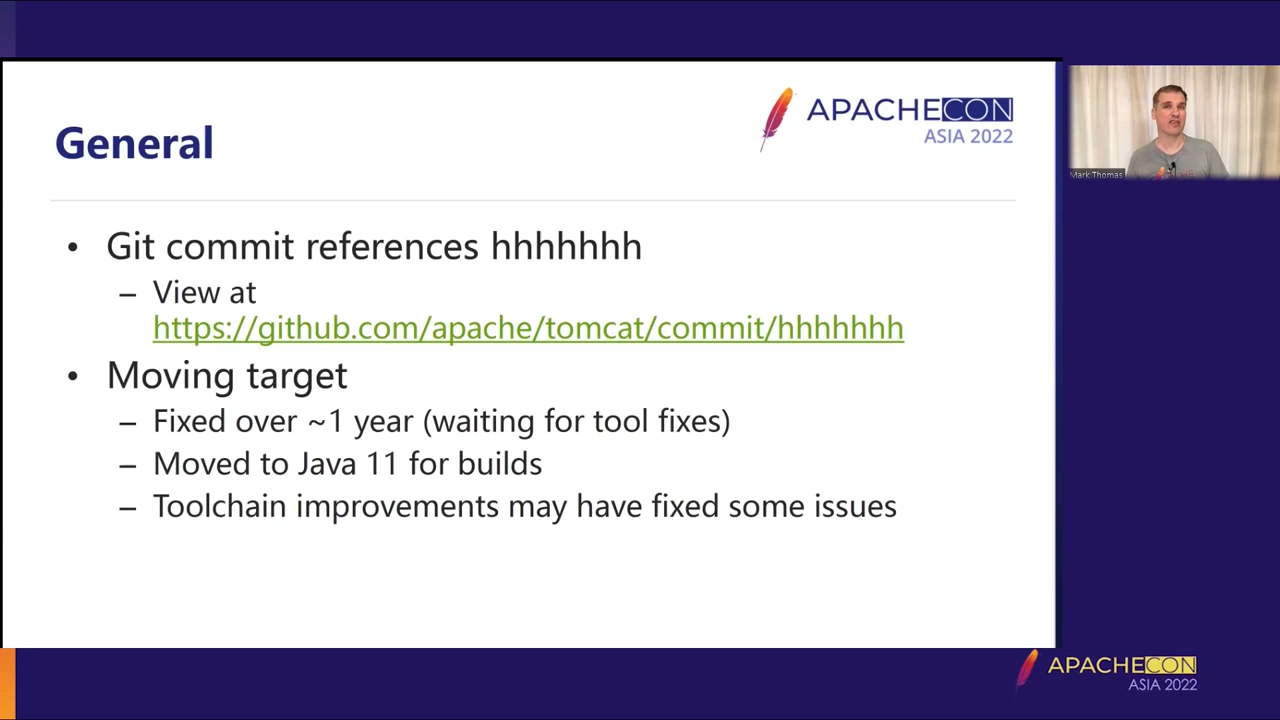 General
APACHECON
ASIA 2022
• Git commit references hhhhhhh
– View at
https://github.com/apache/tomcat/commit/hhhhhhh
• Moving target
– Fixed over ~1 year (waiting for tool fixes)
– Moved to Java 11 for builds
– Toolchain improvements may have fixed some issues
Mark Thomas
APACHECON
ASIA 2022